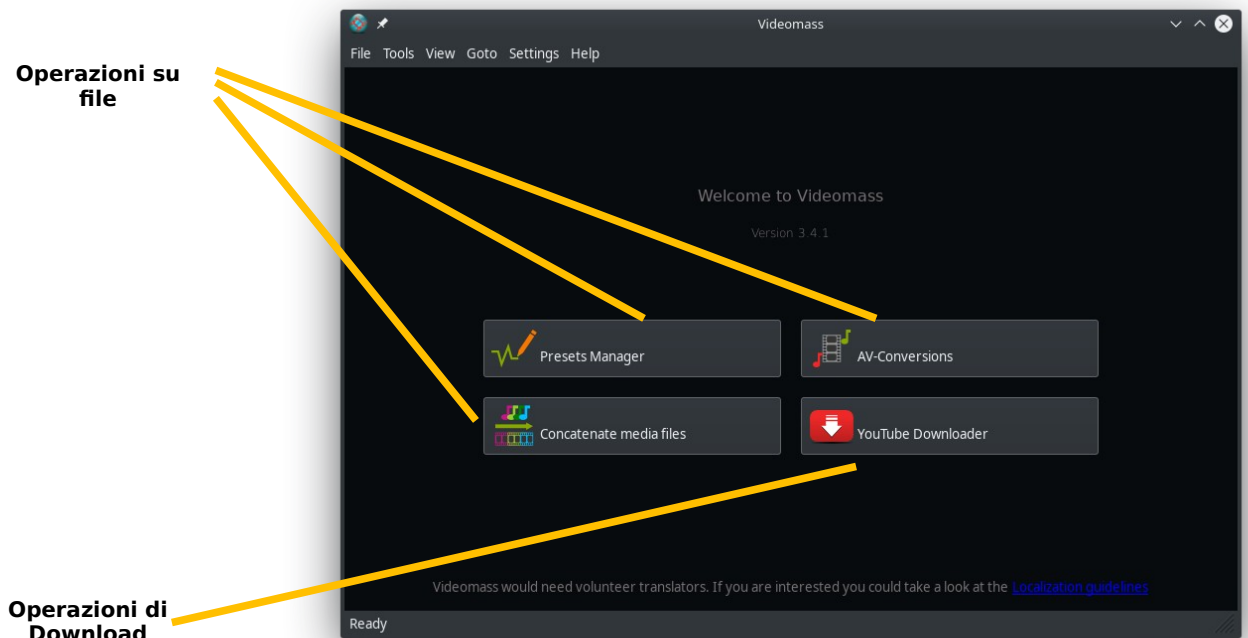 Videomass
File Tools View Goto Settings Help
Operazioni su
file
Welcome to Videomass
Version 3.4.1
Presets Manager
AV-Conversions
Concatenate media files
YouTube Downloader
Videomass would need volunteer translators. If you are interested you could take a look at the Localization guidelines
Operazioni di
Download
Ready